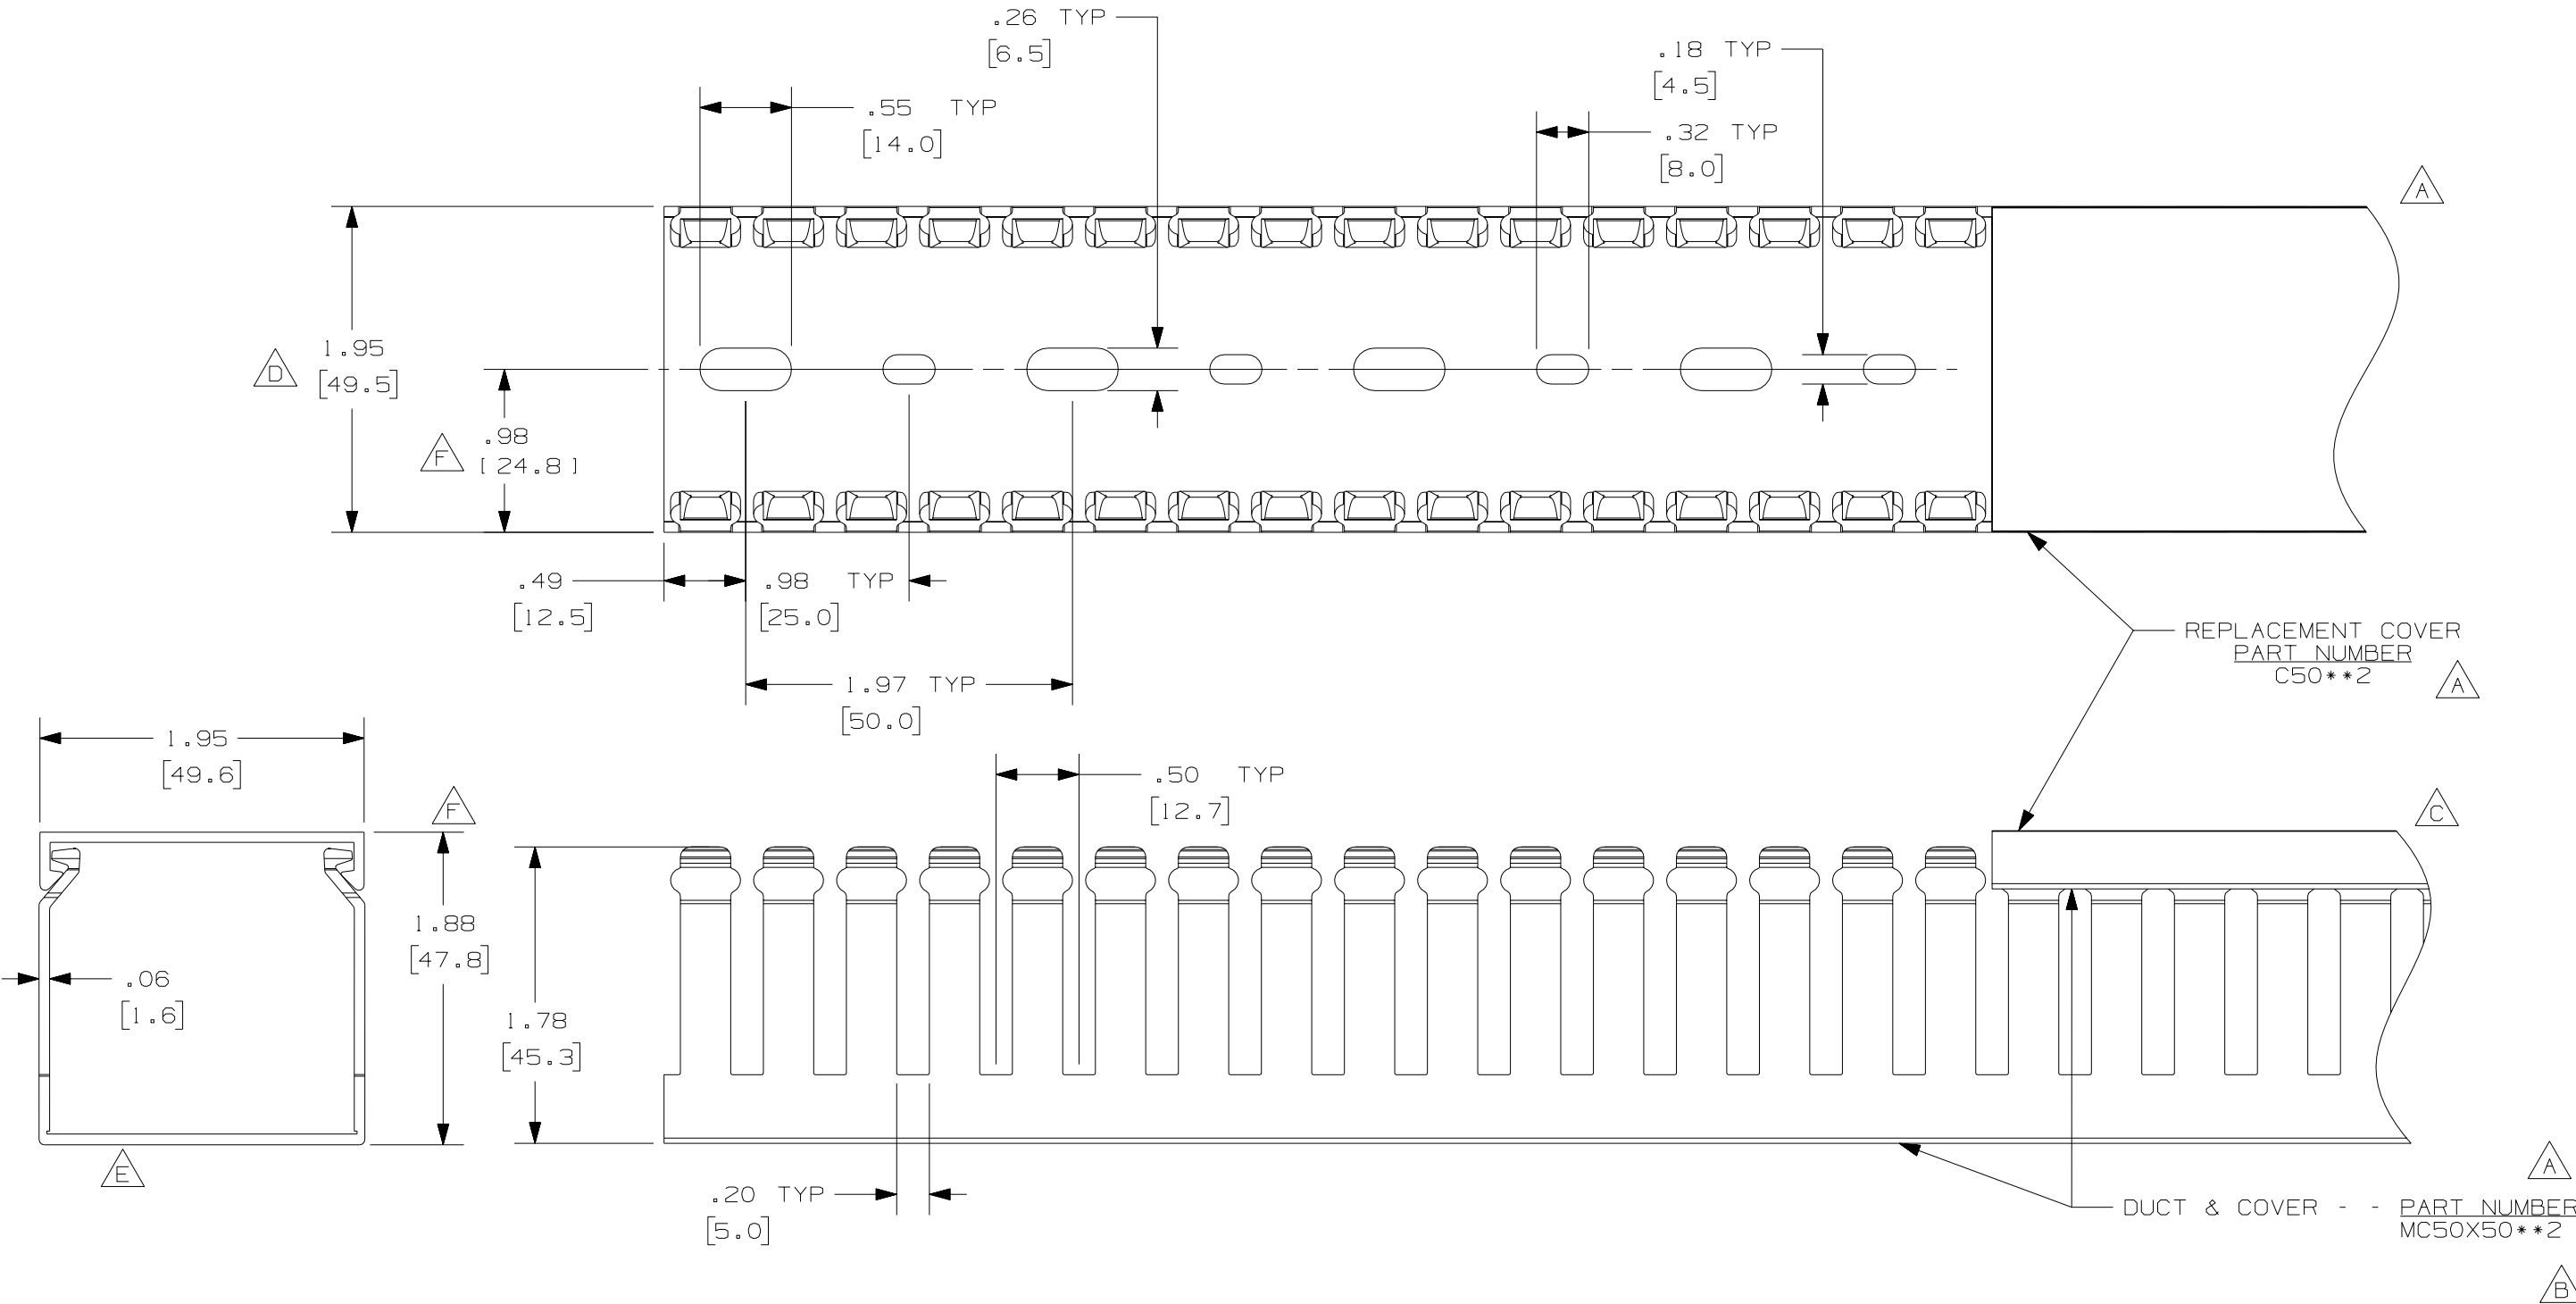 .26 TYP
[6.5]
.18 TYP
[4.5]
.55 TYP
[14.0]
.32 TYP
[8.0]
A
1.95
[49.5]
D
.98
[24.8]
F
.49
[12.5]
.98 TYP
[25.0]
REPLACEMENT COVER
PART NUMBER
C50**2
A
1.97 TYP
[50.0]
1.95
[49.6]
F
.50 TYP
[12.7]
C
1.88
[47.8]
.06
[1.6]
1.78
[45.3]
E
A
.20 TYP
[5.0]
DUCT & COVER - - PART NUMBER
MC50X50**2
B